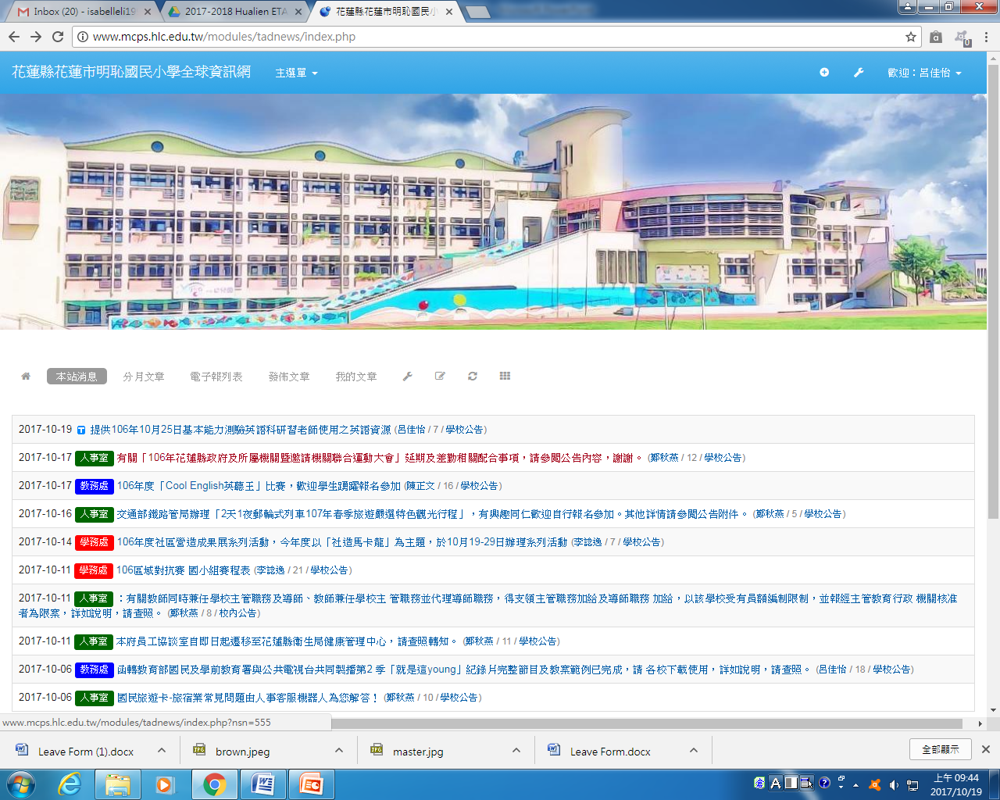 Inbox (20) - isabelleli19
2017-2018 Hualien ETA
花蓮縣花蓮市明恥國民小
www.mcps.hlc.edu.tw/modules/tadnews/index.php
花蓮縣花蓮市明恥國民小學全球資訊網
主選單
歡迎：呂佳怡
本站消息
分月文章
電子報列表
發佈文章
我的文章
2017-10-19 提供106年10月25日基本能力測驗英語科研習老師使用之英語資源 (呂佳怡 / 7 / 學校公告)
2017-10-17 人事室 有關「106年花蓮縣政府及所屬機關暨邀請機關聯合運動大會」延期及差勤相關配合事項，請參閱公告內容，謝謝。 (鄭秋燕 / 12 / 學校公告)
2017-10-17 教務處 106年度「Cool English英聽王」比賽，歡迎學生踴躍報名參加 (陳正文 / 16 / 學校公告)
2017-10-16 人事室 交通部鐵路管局辦理「2天1夜郵輪式列車107年春季旅遊嚴選特色觀光行程」，有興趣同仁歡迎自行報名參加。其他詳情請參閱公告附件。 (鄭秋燕 / 5 / 學校公告)
2017-10-14 學務處 106年度社區營造成果展系列活動，今年度以「社造馬卡龍」為主題，於10月19-29日辦理系列活動 (李諗逸 / 7 / 學校公告)
2017-10-11 學務處 106區域對抗賽 國小組賽程表 (李諗逸 / 21 / 學校公告)
2017-10-11 人事室 ：有關教師同時兼任學校主管職務及導師、教師兼任學校主 管職務並代理導師職務，得支領主管職務加給及導師職務 加給，以該學校受有員額編制限制，並報經主管教育行政 機關核准
者為限案，詳如說明，請查照。 (鄭秋燕 / 8 / 校內公告)
2017-10-11 人事室 本府員工協談室自即日起遷移至花蓮縣衛生局健康管理中心，請查照轉知。 (鄭秋燕 / 11 / 學校公告)
2017-10-06 教務處 函轉教育部國民及學前教育署與公共電視台共同製播第2 季「就是這young」紀錄片完整節目及教案範例已完成，請 各校下載使用，詳如說明，請查照。 (呂佳怡 / 18 / 學校公告)
2017-10-06 人事室 國民旅遊卡-旅宿業常見問題由人事客服機器人為您解答！ (鄭秋燕 / 10 / 學校公告)
www.mcps.hlc.edu.tw/modules/tadnews/index.php?nsn=555
Leave Form (1).docx
brown.jpeg
master.jpg
Leave Form.docx
全部顯示
上午 09:44
2017/10/19